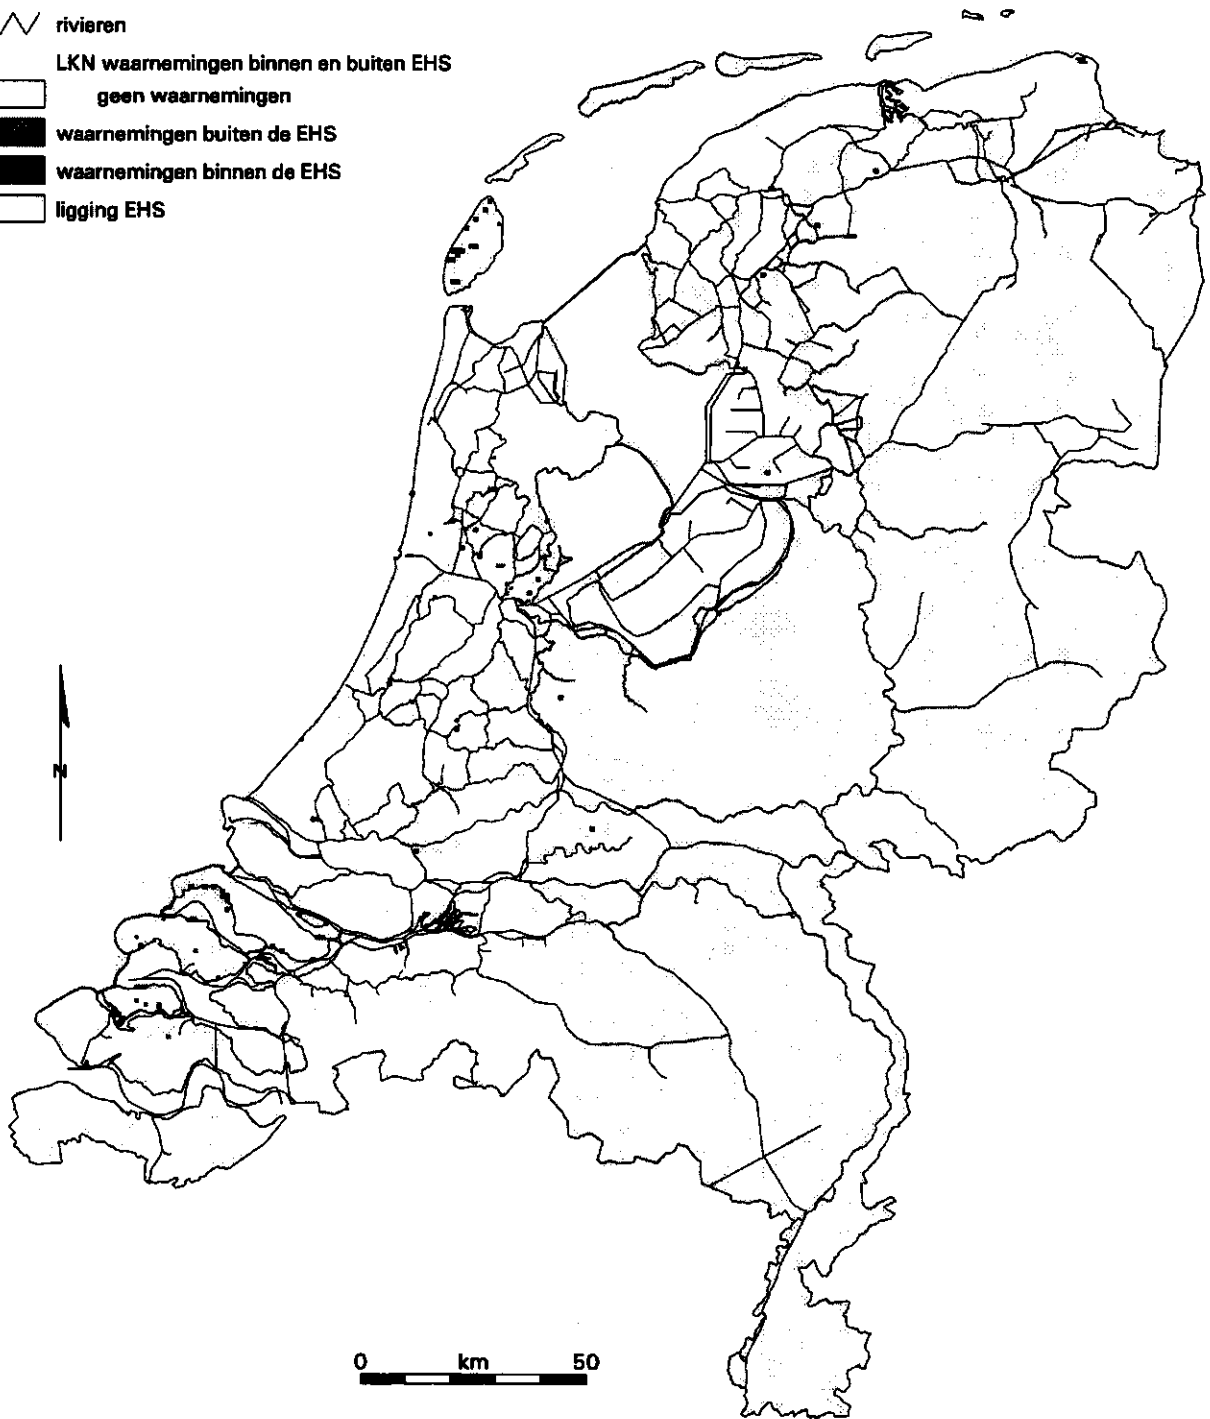 rivieren
LKN waarnemingen binnen en buiten EHS
geen waarnemingen
waarnemingen buiten de EHS
waarnemingen binnen de EHS
ligging EHS
N
0 km 50